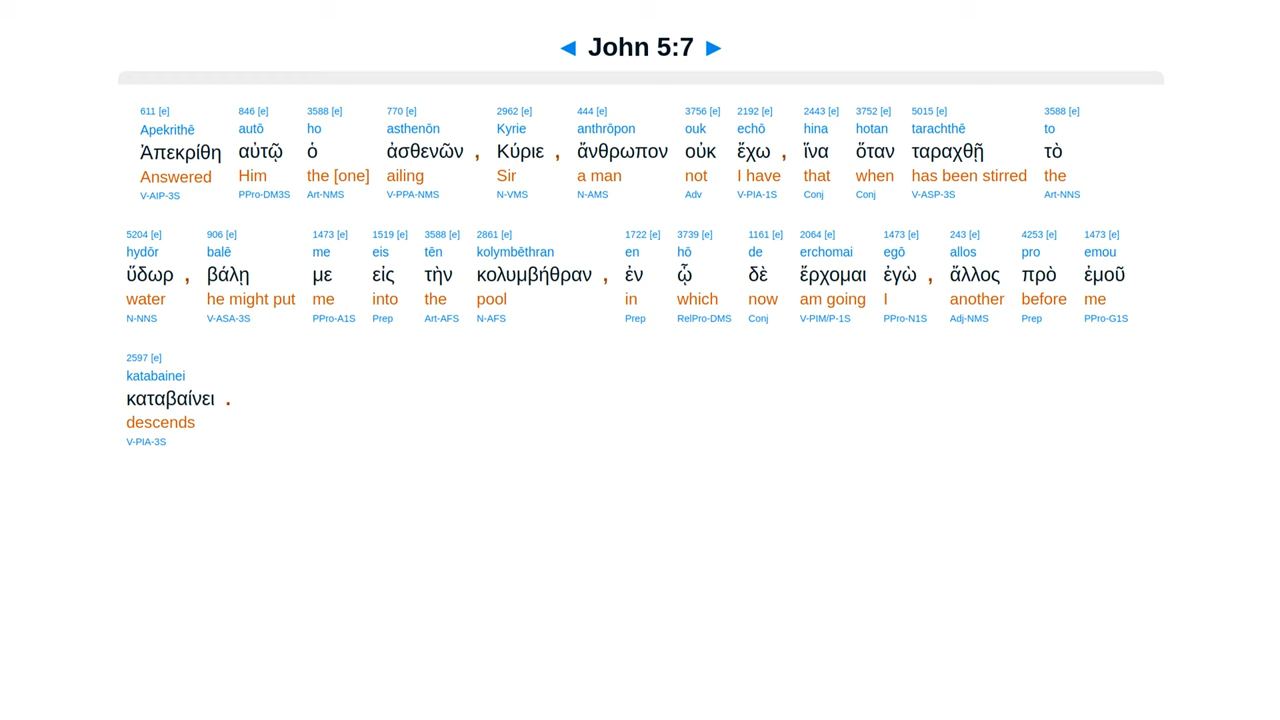 ◄ John 5:7 ►
611 [e] 846 [e] 3588 [e] 770 [e] 2962 [e] 444 [e] 3756 [e] 2192 [e] 2443 [e] 3752 [e] 5015 [e] 3588 [e]
Apekrithē autō ho asthenōn Kyrie anthrōpon ouk echō hina hotan tarachthē to
Ἀπεκρίθη αὐτῷ ὁ ἀσθενῶν , Κύριε , ἄνθρωπον οὐκ ἔχω , ἵνα ὅταν ταραχθῇ τὸ
Answered Him the [one] ailing Sir a man not I have that when has been stirred the
V-AIP-3S PPro-DM3S Art-NMS V-PPA-NMS N-VMS N-AMS Adv V-PIA-1S Conj Conj V-ASP-3S Art-NNS
5204 [e] 906 [e] 1473 [e] 1519 [e] 3588 [e] 2861 [e] 1722 [e] 3739 [e] 1161 [e] 2064 [e] 1473 [e] 243 [e] 4253 [e] 1473 [e]
hydōr balē me eis tēn kolymbēthran en hō de erchomai egō allos pro emou
ὕδωρ , βάλῃ με εἰς τὴν κολυμβήθραν , ἐν ᾧ δὲ ἔρχομαι ἐγὼ , ἄλλος πρὸ ἐμοῦ
water he might put me into the pool in which now am going I another before me
N-NNS V-ASA-3S PPro-A1S Prep Art-AFS N-AFS Prep RelPro-DMS Conj V-PIM/P-1S PPro-N1S Adj-NMS Prep PPro-G1S
2597 [e]
katabainei
καταβαίνει .
descends
V-PIA-3S